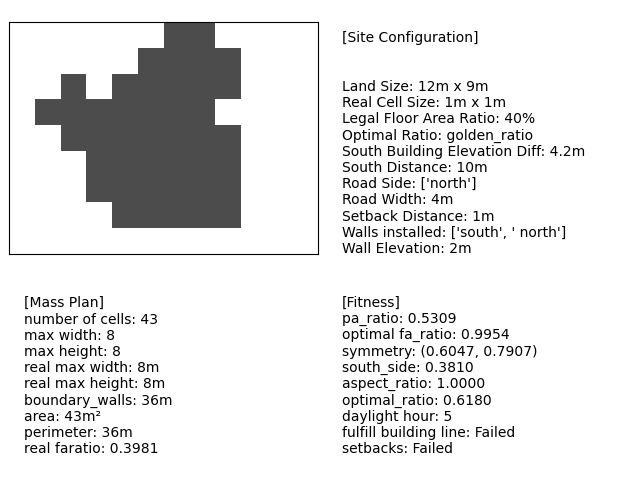 [Site Configuration]
Land Size: 12m x 9m
Real Cell Size: 1m x 1m
Legal Floor Area Ratio: 40%
Optimal Ratio: golden_ratio
South Building Elevation Diff: 4.2m
South Distance: 10m
Road Side: ['north']
Road Width: 4m
Setback Distance: 1m
Walls installed: ['south', ' north']
Wall Elevation: 2m
[Mass Plan]
number of cells: 43
max width: 8
max height: 8
real max width: 8m
real max height: 8m
boundary_walls: 36m
area: 43m²
perimeter: 36m
real faratio: 0.3981
[Fitness]
pa_ratio: 0.5309
optimal fa_ratio: 0.9954
symmetry: (0.6047, 0.7907)
south_side: 0.3810
aspect_ratio: 1.0000
optimal_ratio: 0.6180
daylight hour: 5
fulfill building line: Failed
setbacks: Failed